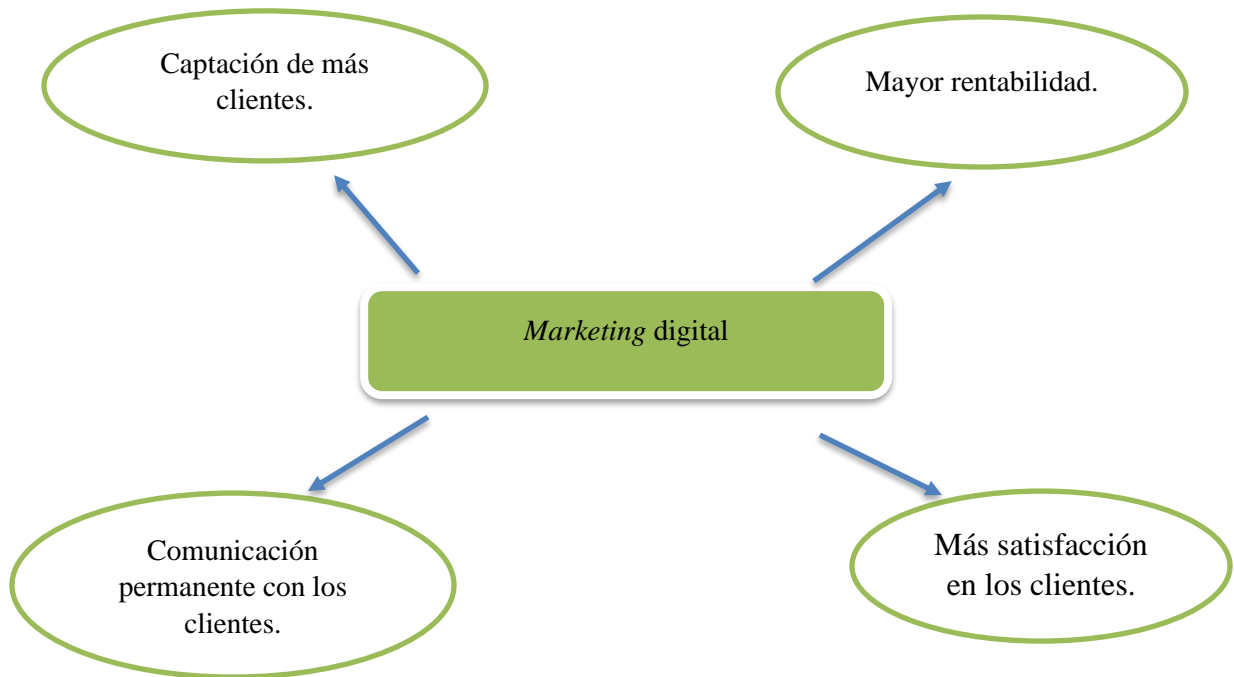 Captación de más
clientes.
Mayor rentabilidad.
Marketing digital
Comunicación
permanente con los
clientes.
Más satisfacción
en los clientes.